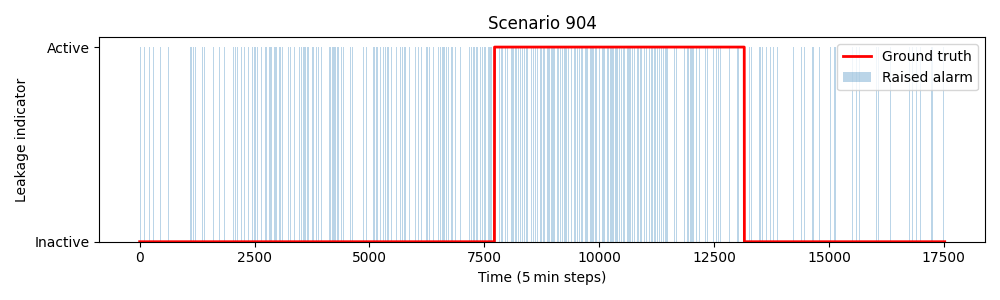 Scenario 904
Active
Inactive
Leakage indicator
Ground truth
Raised alarm
0 2500 5000 7500 10000 12500 15000 17500
Time (5 min steps)